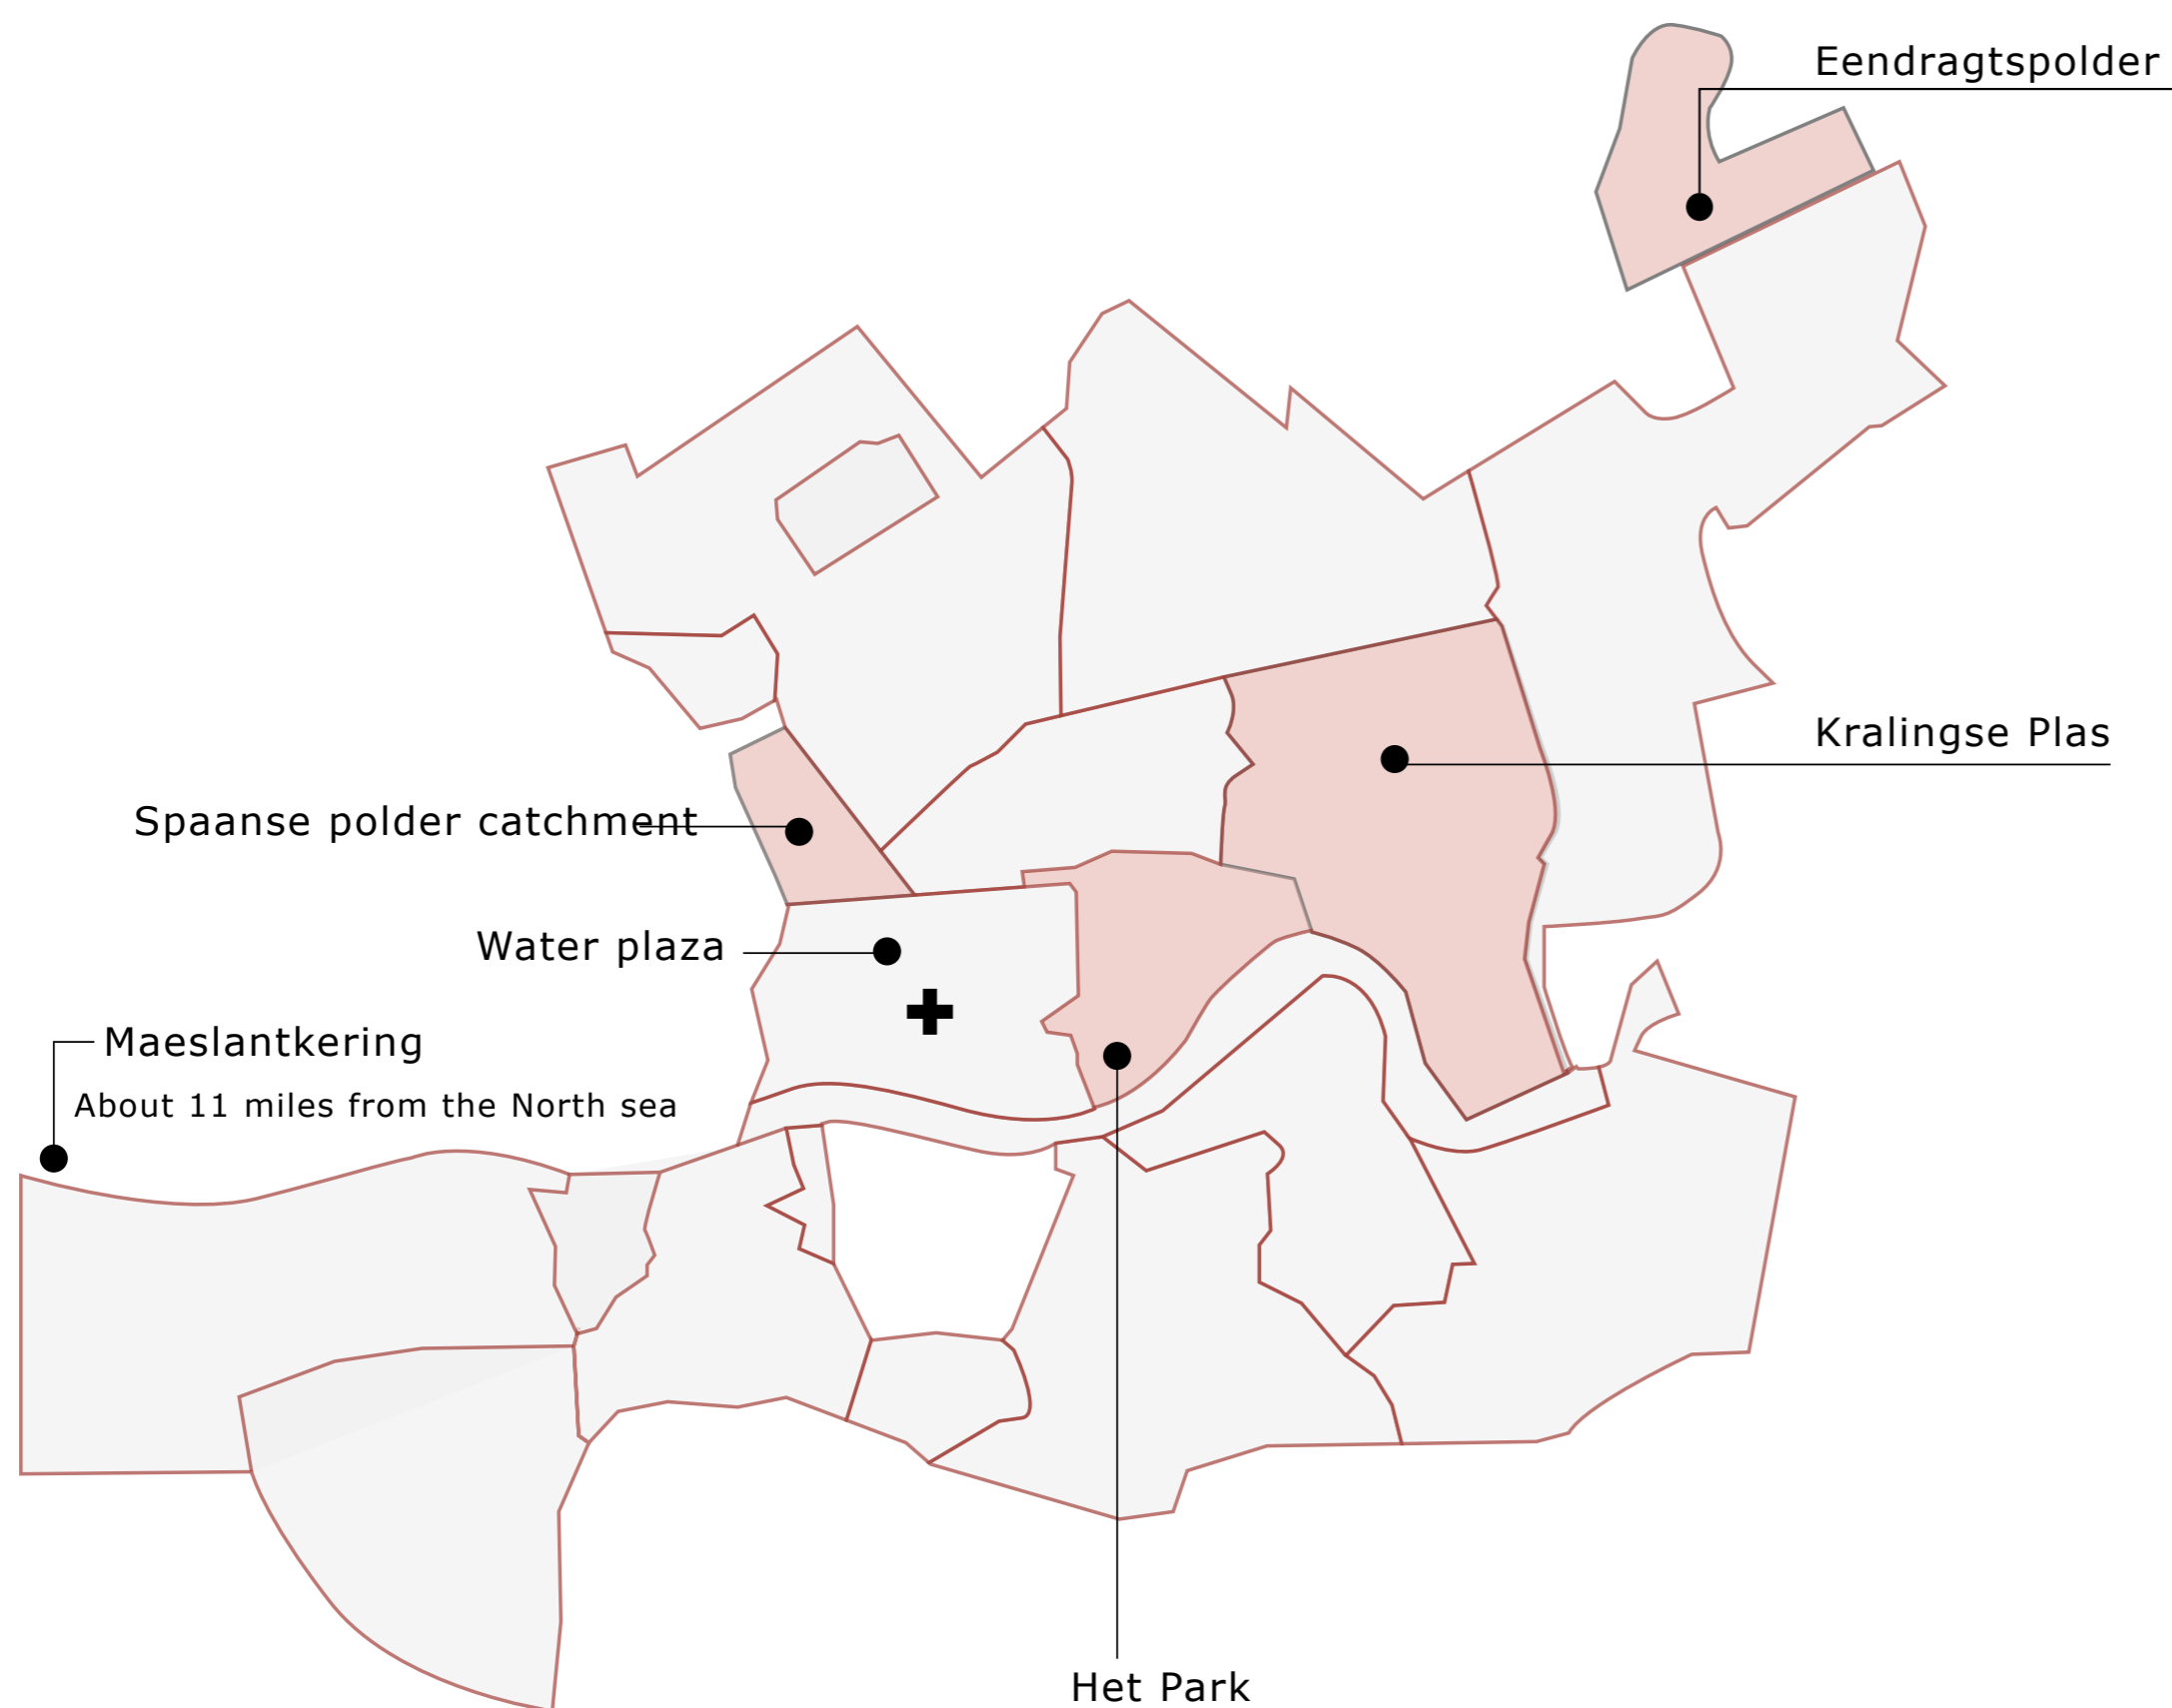 Eendragtspolder
Kralingse Plas
Spaanse polder catchment
Water plaza
Maeslantkering
About 11 miles from the North sea
Het Park